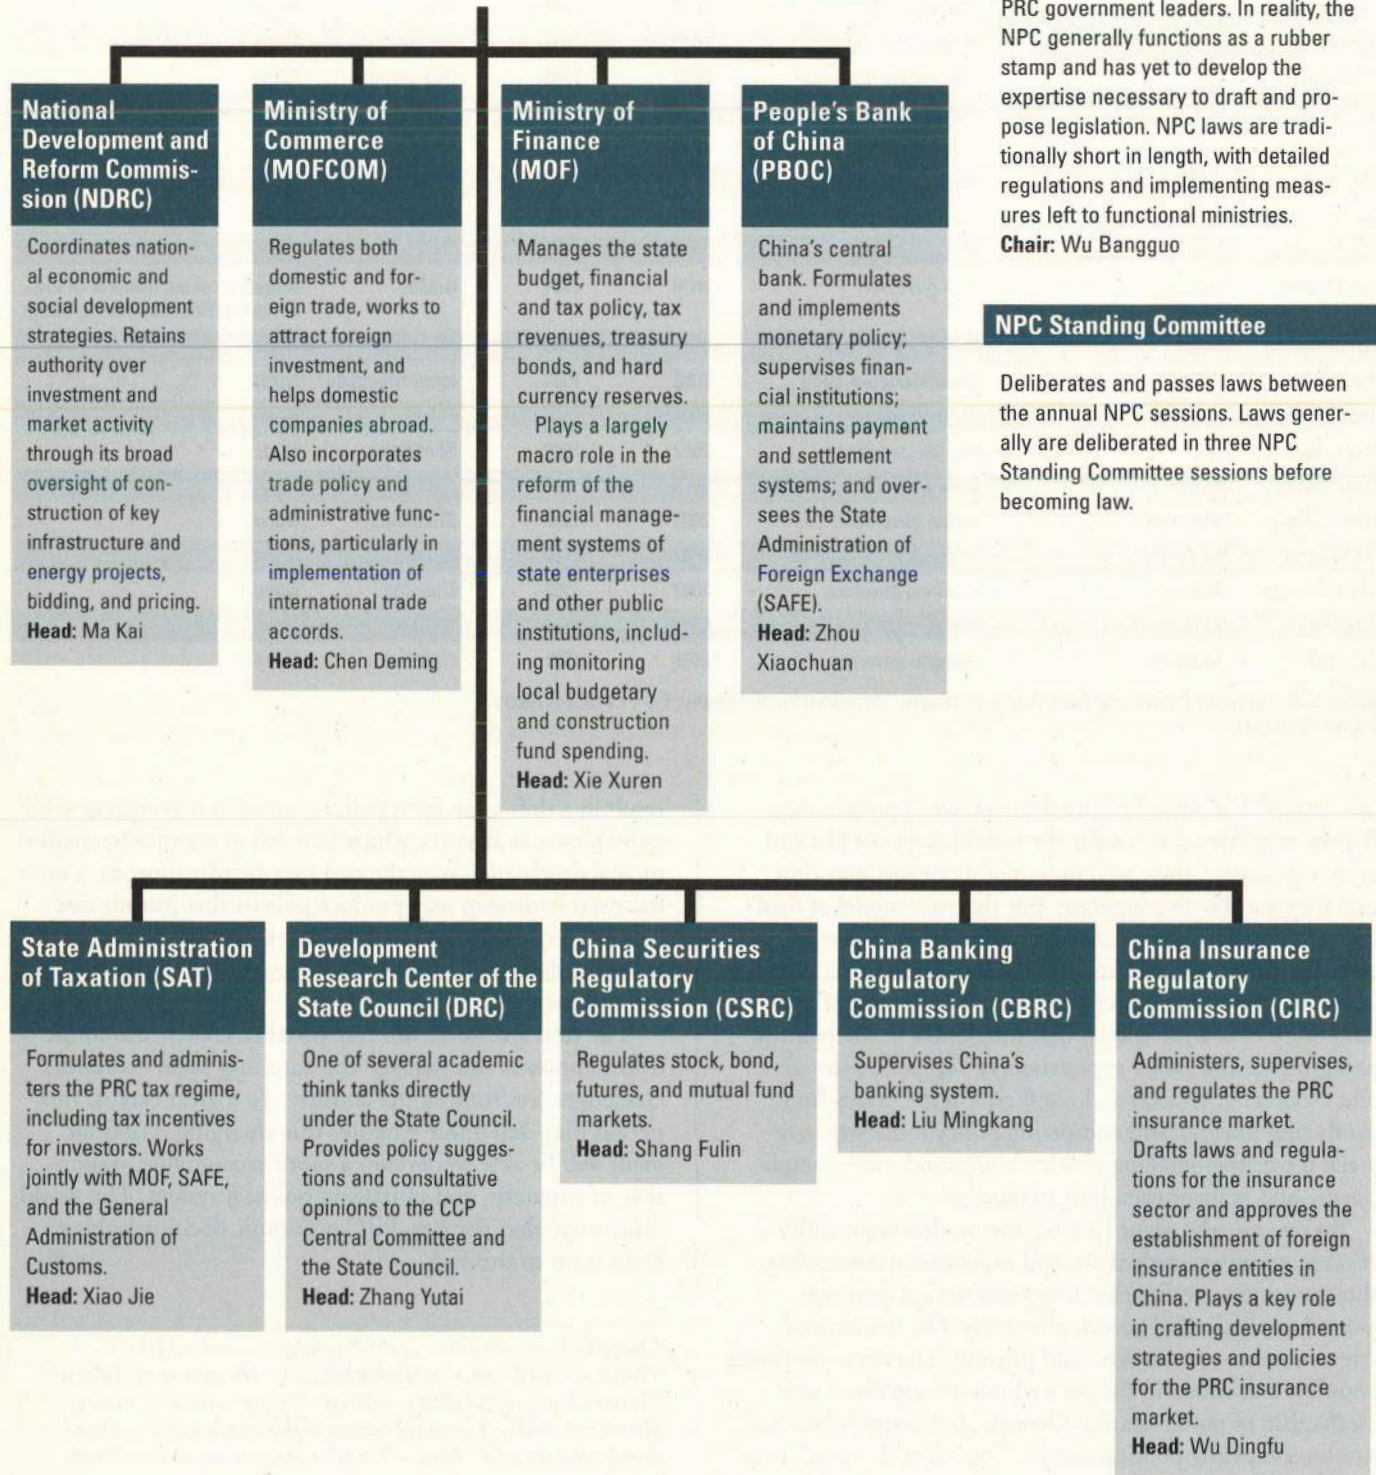 National
Development and
Reform Commis-
sion (NDRC)
Coordinates nation-
al economic and
social development
strategies. Retains
authority over
investment and
market activity
through its broad
oversight of con-
struction of key
infrastructure and
energy projects,
bidding, and pricing.
Head: Ma Kai
Ministry of
Commerce
(MOFCOM)
Regulates both
domestic and for-
eign trade, works to
attract foreign
investment, and
helps domestic
companies abroad.
Also incorporates
trade policy and
administrative func-
tions, particularly in
implementation of
international trade
accords.
Head: Chen Deming
Ministry of
Finance
(MOF)
Manages the state
budget, financial
and tax policy, tax
revenues, treasury
bonds, and hard
currency reserves.
Plays a largely
macro role in the
reform of the
financial manage-
ment systems of
state enterprises
and other public
institutions, includ-
ing monitoring
local budgetary
and construction
fund spending.
Head: Xie Xuren
People's Bank
of China
(PBOC)
China's central
bank. Formulates
and implements
monetary policy;
supervises finan-
cial institutions;
maintains payment
and settlement
systems; and over-
sees the State
Administration of
Foreign Exchange
(SAFE).
Head: Zhou
Xiaochuan
PRC government leaders. In reality, the
NPC generally functions as a rubber
stamp and has yet to develop the
expertise necessary to draft and pro-
pose legislation. NPC laws are tradi-
tionally short in length, with detailed
regulations and implementing meas-
ures left to functional ministries.
Chair: Wu Bangguo
NPC Standing Committee
Deliberates and passes laws between
the annual NPC sessions. Laws gener-
ally are deliberated in three NPC
Standing Committee sessions before
becoming law.
State Administration
of Taxation (SAT)
Formulates and adminis-
ters the PRC tax regime,
including tax incentives
for investors. Works
jointly with MOF, SAFE,
and the General
Administration of
Customs.
Head: Xiao Jie
Development
Research Center of the
State Council (DRC)
One of several academic
think tanks directly
under the State Council.
Provides policy sugges-
tions and consultative
opinions to the CCP
Central Committee and
the State Council.
Head: Zhang Yutai
China Securities
Regulatory
Commission (CSRC)
Regulates stock, bond,
futures, and mutual fund
markets.
Head: Shang Fulin
China Banking
Regulatory
Commission (CBRC)
Supervises China's
banking system.
Head: Liu Mingkang
China Insurance
Regulatory
Commission (CIRC)
Administers, supervises,
and regulates the PRC
insurance market.
Drafts laws and regula-
tions for the insurance
sector and approves the
establishment of foreign
insurance entities in
China. Plays a key role
in crafting development
strategies and policies
for the PRC insurance
market.
Head: Wu Dingfu